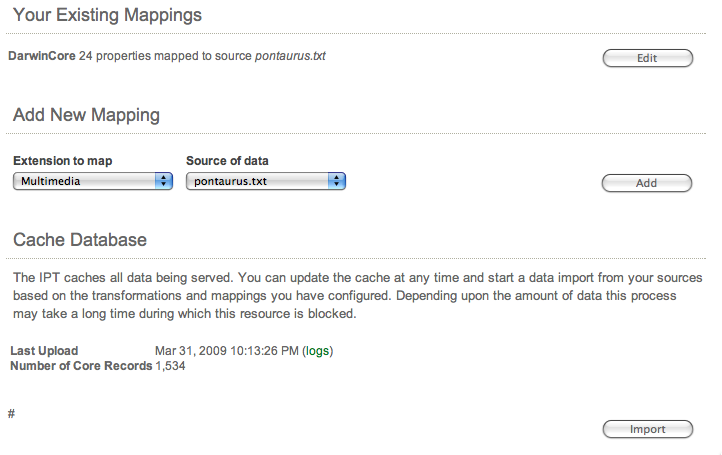 Your Existing Mappings
DarwinCore 24 properties mapped to source pontaurus.txt
Edit
Add New Mapping
Extension to map Source of data
Multimedia pontaurus.txt Add
Cache Database
The IPT caches all data being served. You can update the cache at any time and start a data import from your sources
based on the transformations and mappings you have configured. Depending upon the amount of data this process
may take a long time during which this resource is blocked.
Last Upload Mar 31, 2009 10:13:26 PM (logs)
Number of Core Records 1,534
#
Import